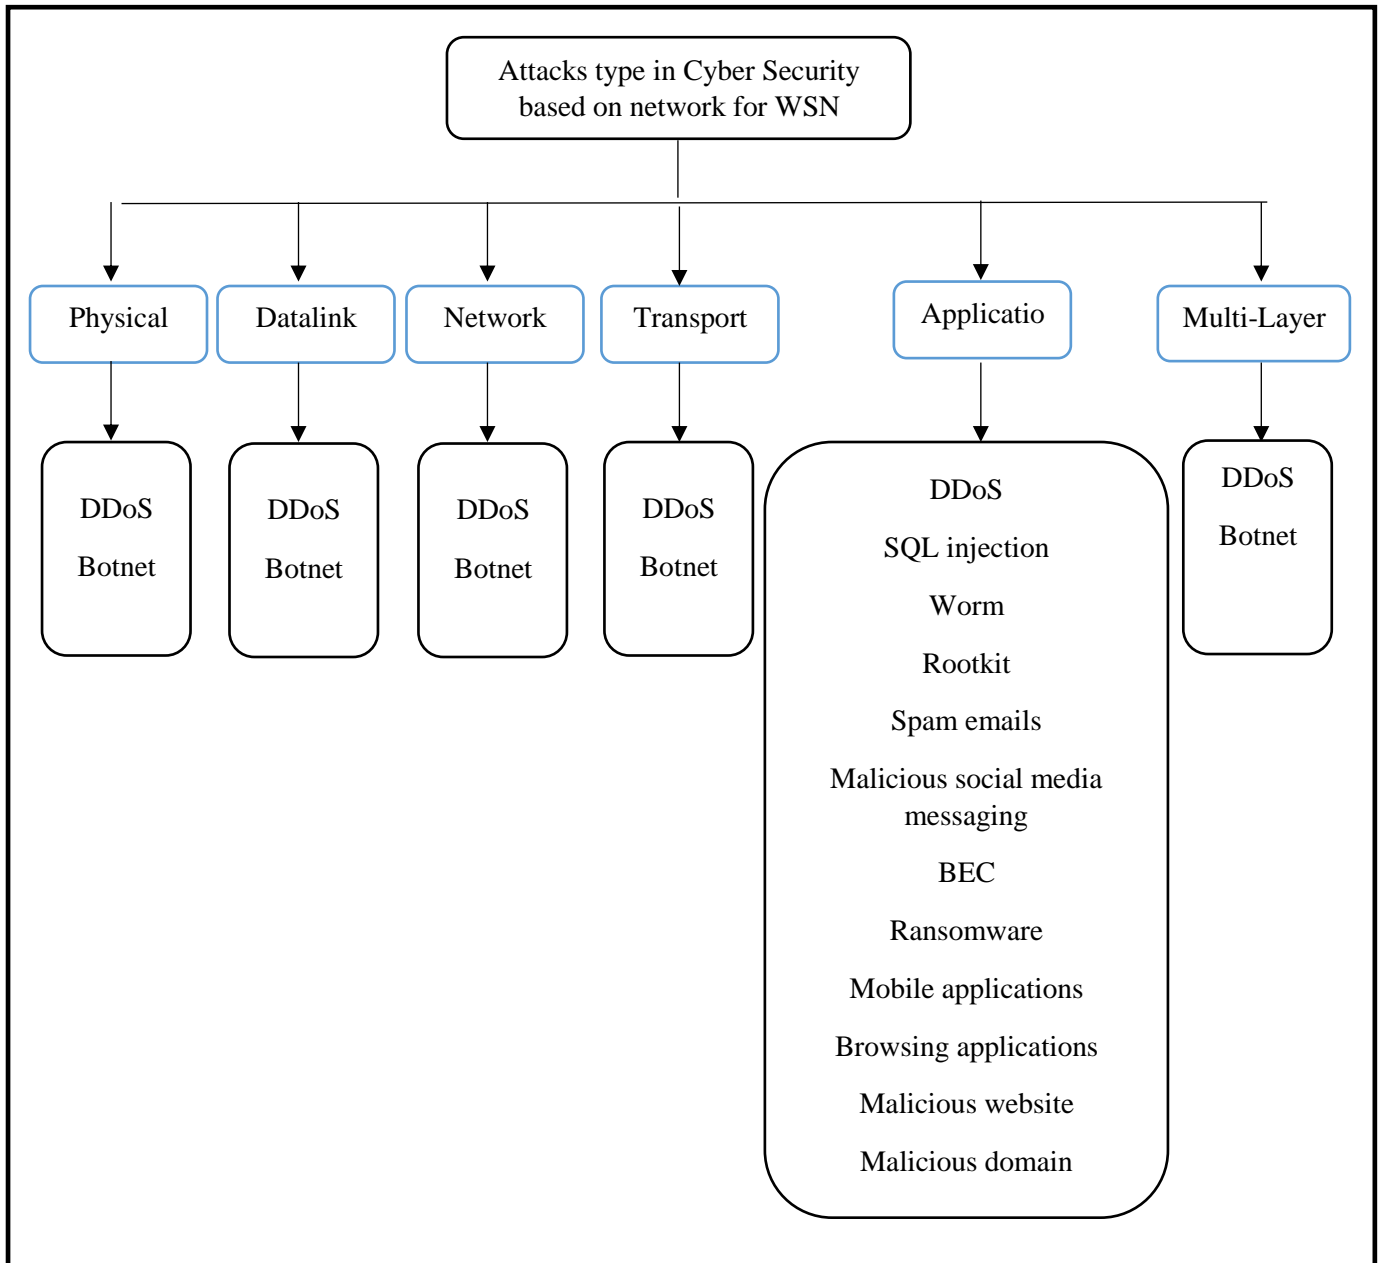 Attacks type in Cyber Security
based on network for WSN
Physical
Datalink
Network
Transport
Applicatio
Multi-Layer
DDoS
Botnet
DDoS
Botnet
DDoS
Botnet
DDoS
Botnet
DDoS
SQL injection
Worm
Rootkit
Spam emails
Malicious social media
messaging
BEC
Ransomware
Mobile applications
Browsing applications
Malicious website
Malicious domain
DDoS
Botnet